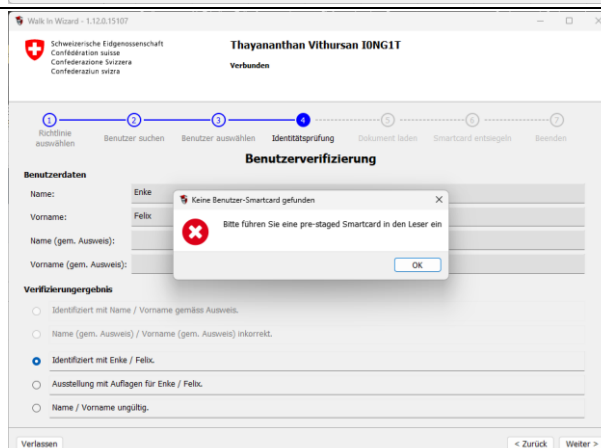 Walk In Wizard - 1.12.0.15107
Schweizerische Eidgenossenschaft
Confédération suisse
Confederazione Svizzera
Confederaziun svizra
Thayananthan Vithursan I0NG1T
Verbunden
1
2
3
4
5
6
7
Richtlinie auswählen
Benutzer suchen
Benutzer auswählen
Identitätsprüfung
Dokument laden
Smartcard entsiegeln
Beenden
Benutzerverifizierung
Benutzerdaten
Name:
Enke
Vorname:
Felix
Name (gem. Ausweis):
Vorname (gem. Ausweis):
Keine Benutzer-Smartcard gefunden
Bitte führen Sie eine pre-staged Smartcard in den Leser ein
OK
Verifizierungergebnis
Identifiziert mit Name / Vorname gemäss Ausweis.
Name (gem. Ausweis) / Vorname (gem. Ausweis) inkorrekt.
Identifiziert mit Enke / Felix.
Ausstellung mit Auflagen für Enke / Felix.
Name / Vorname ungültig.
Verlassen
< Zurück
Weiter >